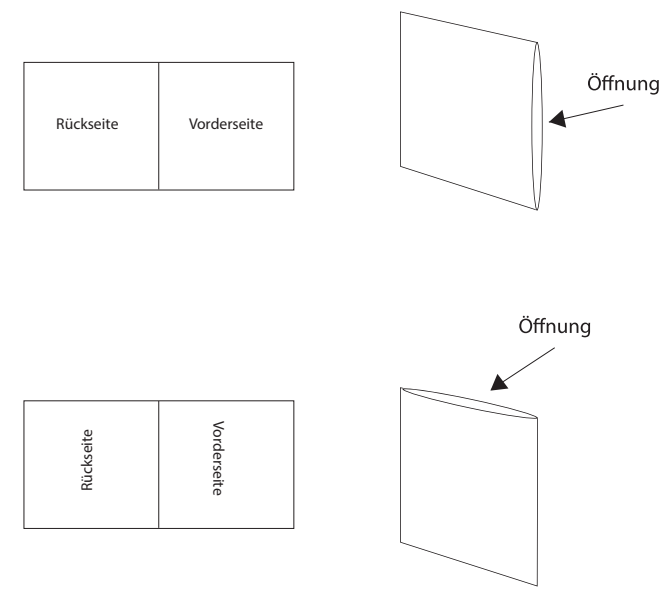 Rückseite
Vorderseite
Öffnung
Öffnung
Rückseite
Vorderseite